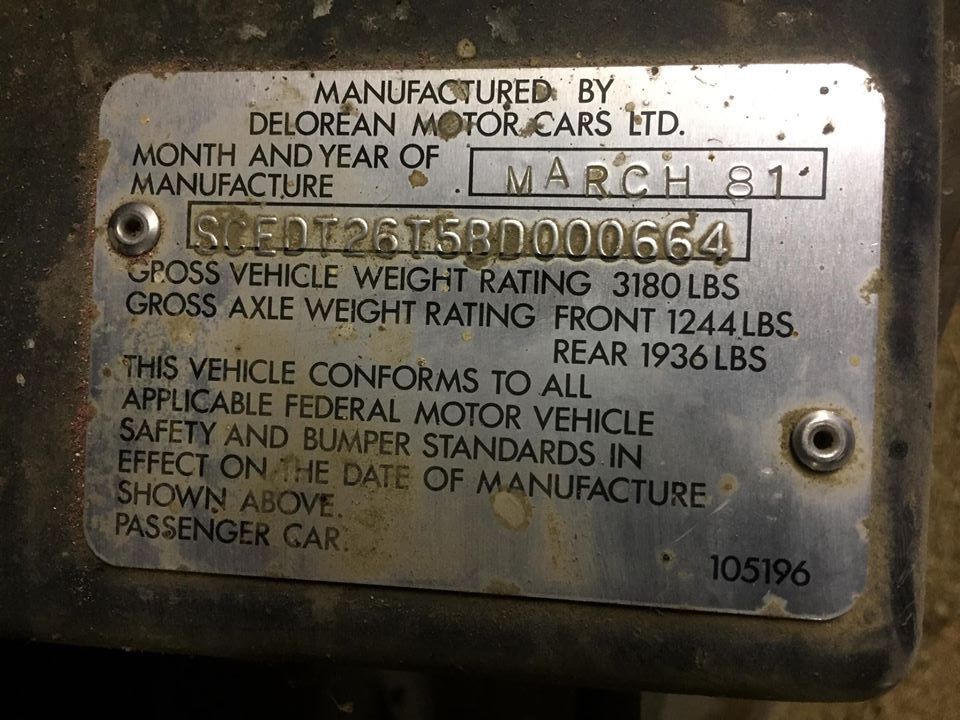 MANUFACTURED BY
DELOREAN MOTOR CARS LTD.
MONTH AND YEAR OF
MANUFACTURE
MARCH 81
SCEDT26T5BD000664
GROSS VEHICLE WEIGHT RATING 3180 LBS
GROSS AXLE WEIGHT RATING FRONT 1244 LBS.
REAR 1936 LBS
THIS VEHICLE CONFORMS TO ALL
APPLICABLE FEDERAL MOTOR VEHICLE
SAFETY AND BUMPER STANDARDS IN
EFFECT ON THE DATE OF MANUFACTURE
SHOWN ABOVE.
PASSENGER CAR.
105196